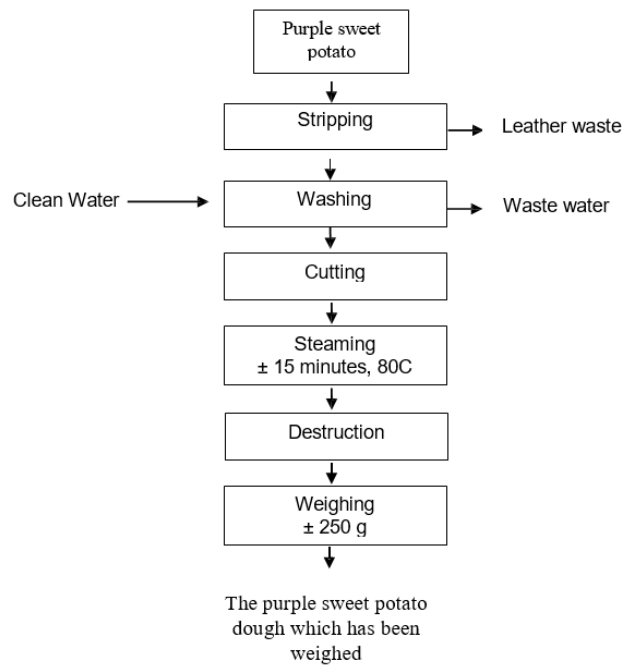 Purple sweet
potato
Stripping
Leather waste
Clean Water
Washing
Waste water
Cutting
Steaming
± 15 minutes, 80C
Destruction
Weighing
± 250 g
The purple sweet potato
dough which has been
weighed